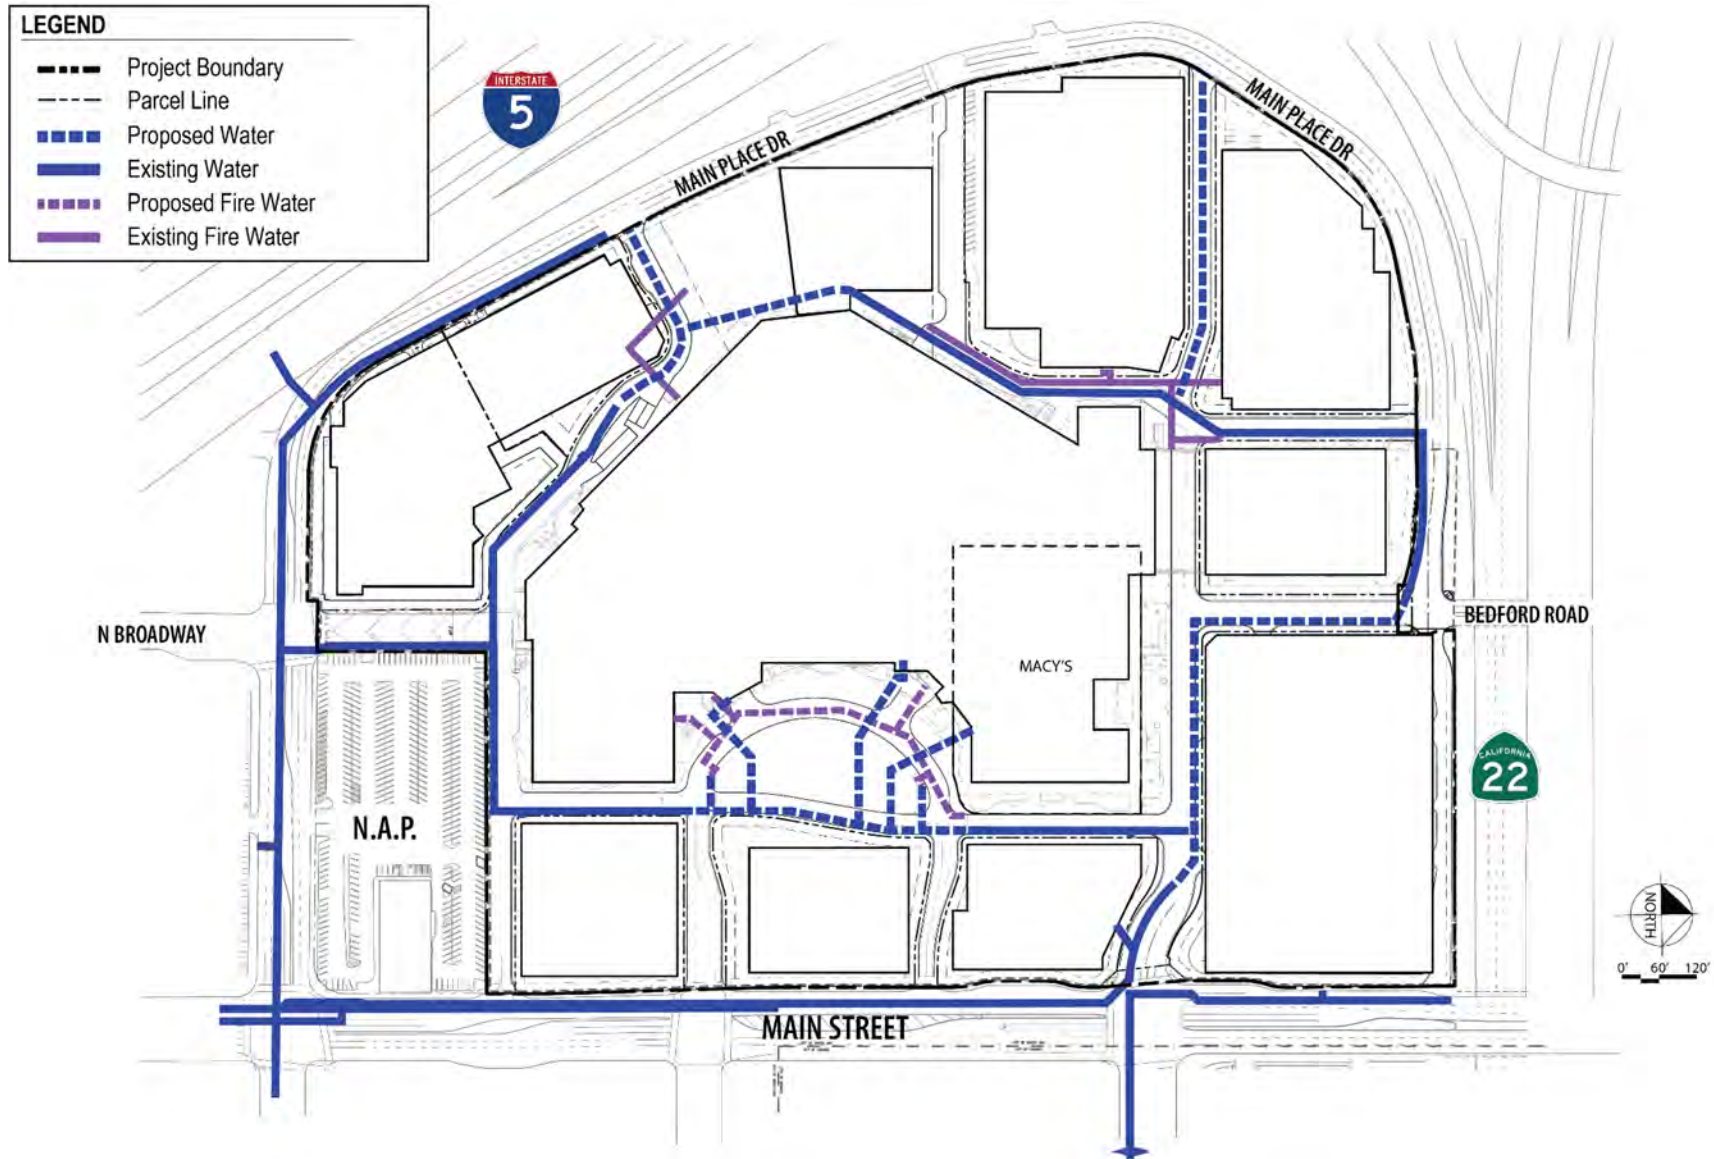 LEGEND
Project Boundary
Parcel Line
Proposed Water
Existing Water
Proposed Fire Water
Existing Fire Water
INTERSTATE
5
MAIN PLACE DR
MAIN PLACE DR
N BROADWAY
BEDFORD ROAD
MACY'S
CALIFORNIA
22
N.A.P.
NORTH
0' 60' 120'
MAIN STREET